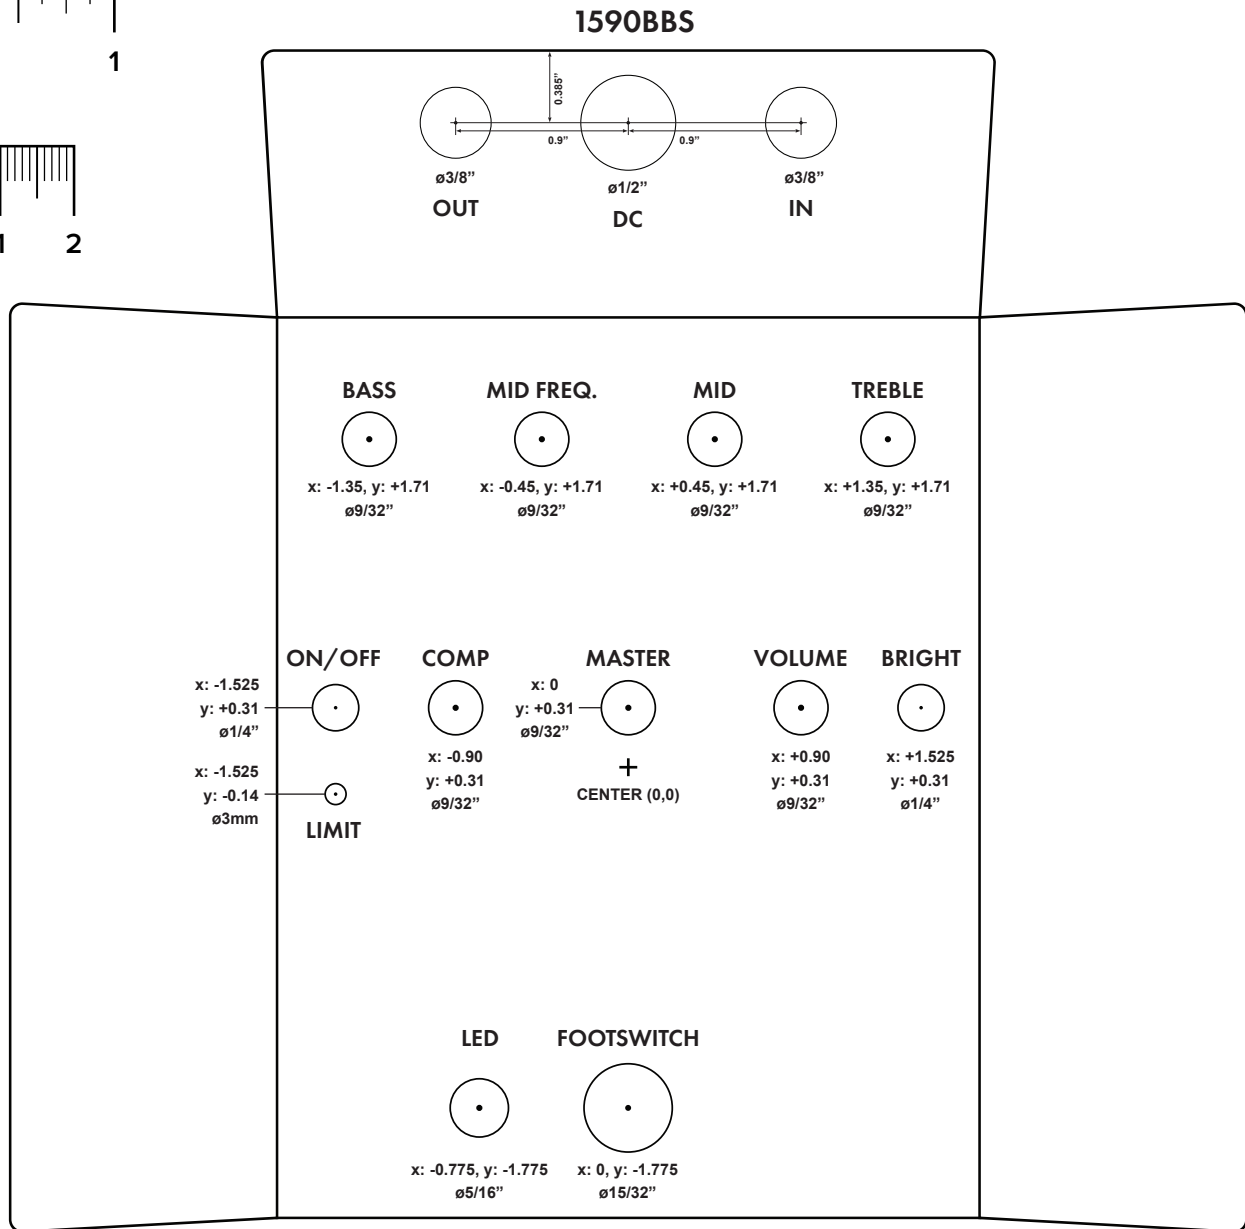 1590BBS
1
1 2
0.385”
0.9” 0.9”
ø3/8” ø1/2” ø3/8”
OUT DC IN
BASS MID FREQ. MID TREBLE
x: -1.35, y: +1.71 x: -0.45, y: +1.71 x: +0.45, y: +1.71 x: +1.35, y: +1.71
ø9/32” ø9/32” ø9/32” ø9/32”
ON/OFF COMP MASTER VOLUME BRIGHT
x: -1.525
y: +0.31
ø1/4”
x: 0
y: +0.31
ø9/32”
x: -1.525
y: -0.14
ø3mm
LIMIT
x: -0.90
y: +0.31
ø9/32”
CENTER (0,0)
x: +0.90
y: +0.31
ø9/32”
x: +1.525
y: +0.31
ø1/4”
LED FOOTSWITCH
x: -0.775, y: -1.775 x: 0, y: -1.775
ø5/16” ø15/32”